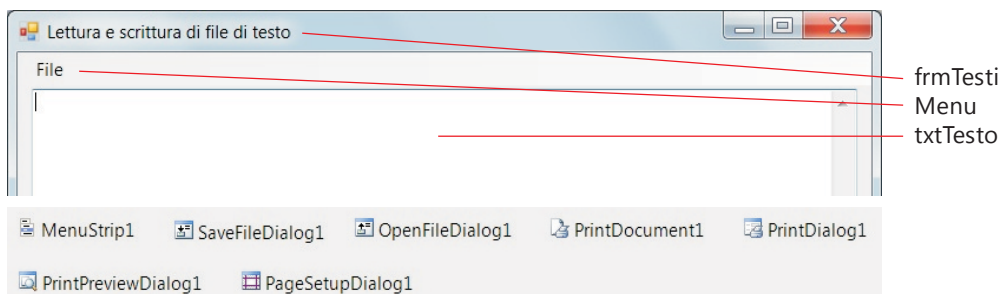 Lettura e scrittura di file di testo
File
frmTesti
Menu
txtTesto
MenuStrip1 SaveFileDialog1 OpenFileDialog1 PrintDocument1 PrintDialog1
PrintPreviewDialog1 PageSetupDialog1